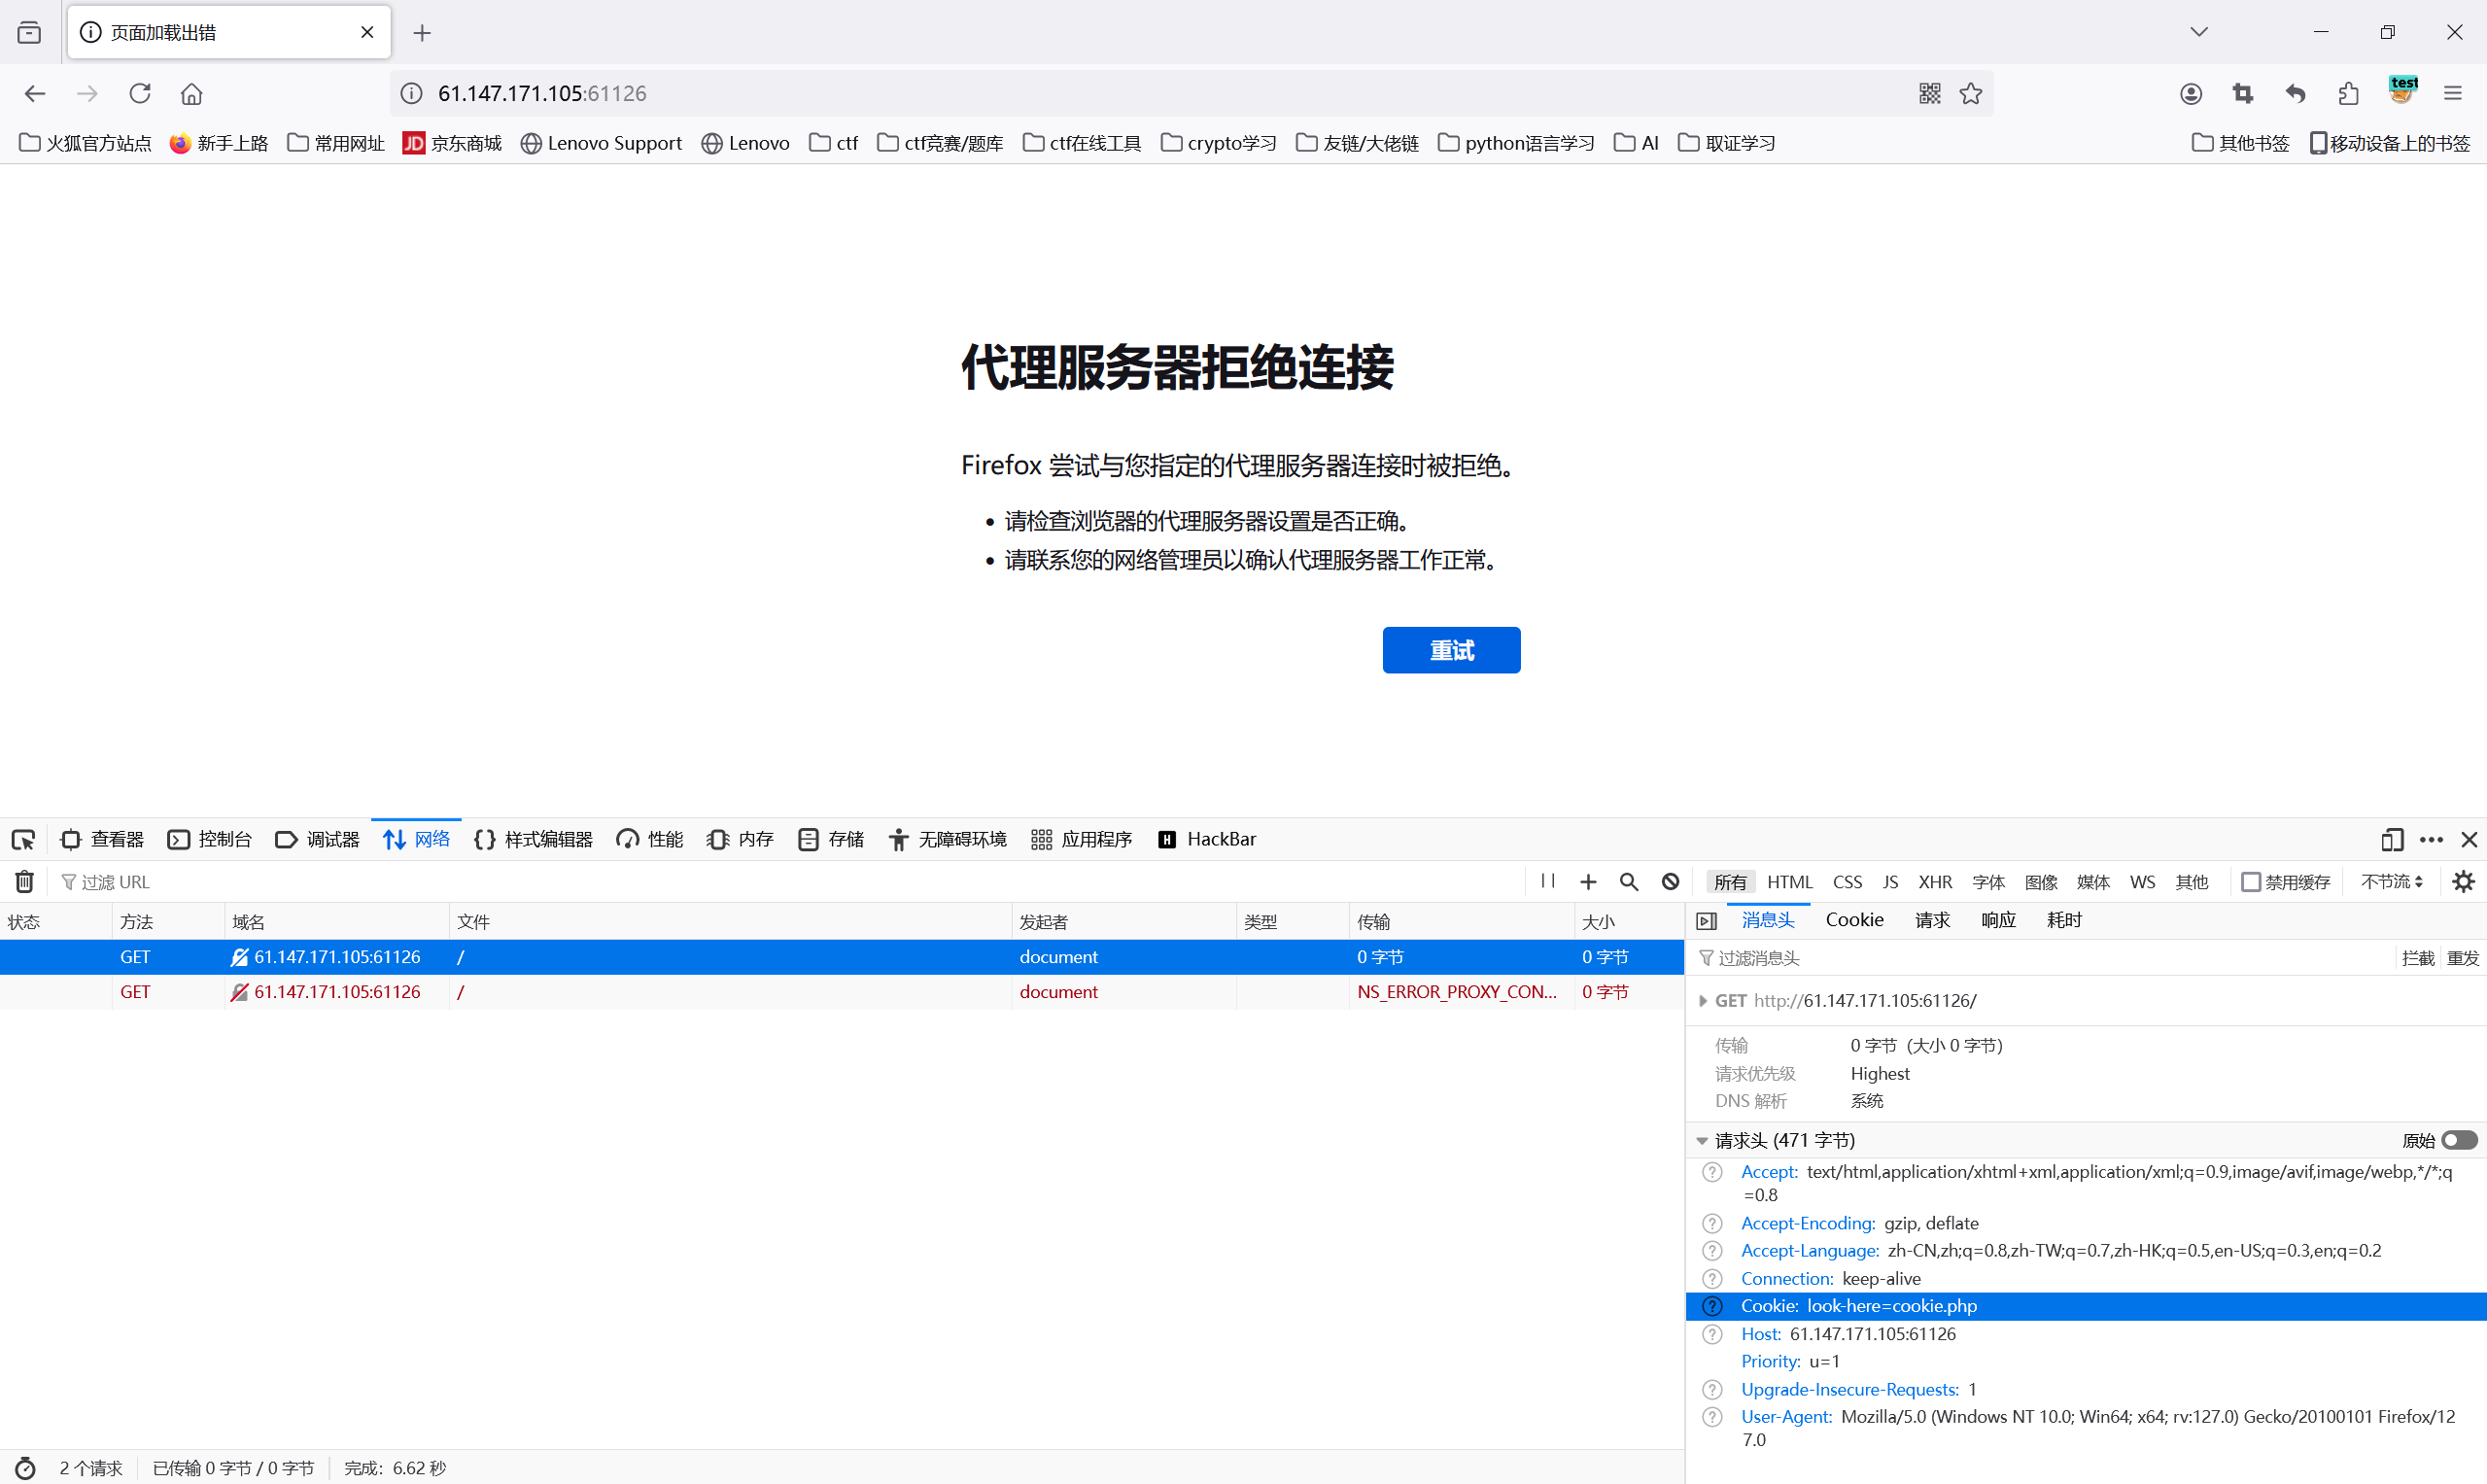 页面加载出错
61.147.171.105:61126
test
火狐官方站点 新手上路 常用网址 JD 京东商城 Lenovo Support Lenovo ctf ctf竞赛/题库 ctf在线工具 crypto学习 友链/大佬链 python语言学习 AI 取证学习 其他书签 移动设备上的书签
代理服务器拒绝连接
Firefox 尝试与您指定的代理服务器连接时被拒绝。
• 请检查浏览器的代理服务器设置是否正确。
• 请联系您的网络管理员以确认代理服务器工作正常。
重试
查看器 控制台 调试器 网络 样式编辑器 性能 内存 存储 无障碍环境 应用程序 H HackBar
过滤 URL 所有 HTML CSS JS XHR 字体 图像 媒体 WS 其他 禁用缓存 不节流
状态 方法 域名 文件 发起者 类型 传输 大小
GET 61.147.171.105:61126 / document 0 字节 0 字节
GET 61.147.171.105:61126 / document NS_ERROR_PROXY_CON... 0 字节
消息头 Cookie 请求 响应 耗时
过滤消息头 拦截 重发
GET http://61.147.171.105:61126/
传输 0 字节 (大小 0 字节)
请求优先级 Highest
DNS 解析 系统
请求头 (471 字节) 原始
Accept: text/html,application/xhtml+xml,application/xml;q=0.9,image/avif,image/webp,*/*;q
=0.8
Accept-Encoding: gzip, deflate
Accept-Language: zh-CN,zh;q=0.8,zh-TW;q=0.7,zh-HK;q=0.5,en-US;q=0.3,en;q=0.2
Connection: keep-alive
Cookie: look-here=cookie.php
Host: 61.147.171.105:61126
Priority: u=1
Upgrade-Insecure-Requests: 1
User-Agent: Mozilla/5.0 (Windows NT 10.0; Win64; x64; rv:127.0) Gecko/20100101 Firefox/12
7.0
2 个请求 已传输 0 字节 / 0 字节 完成：6.62 秒